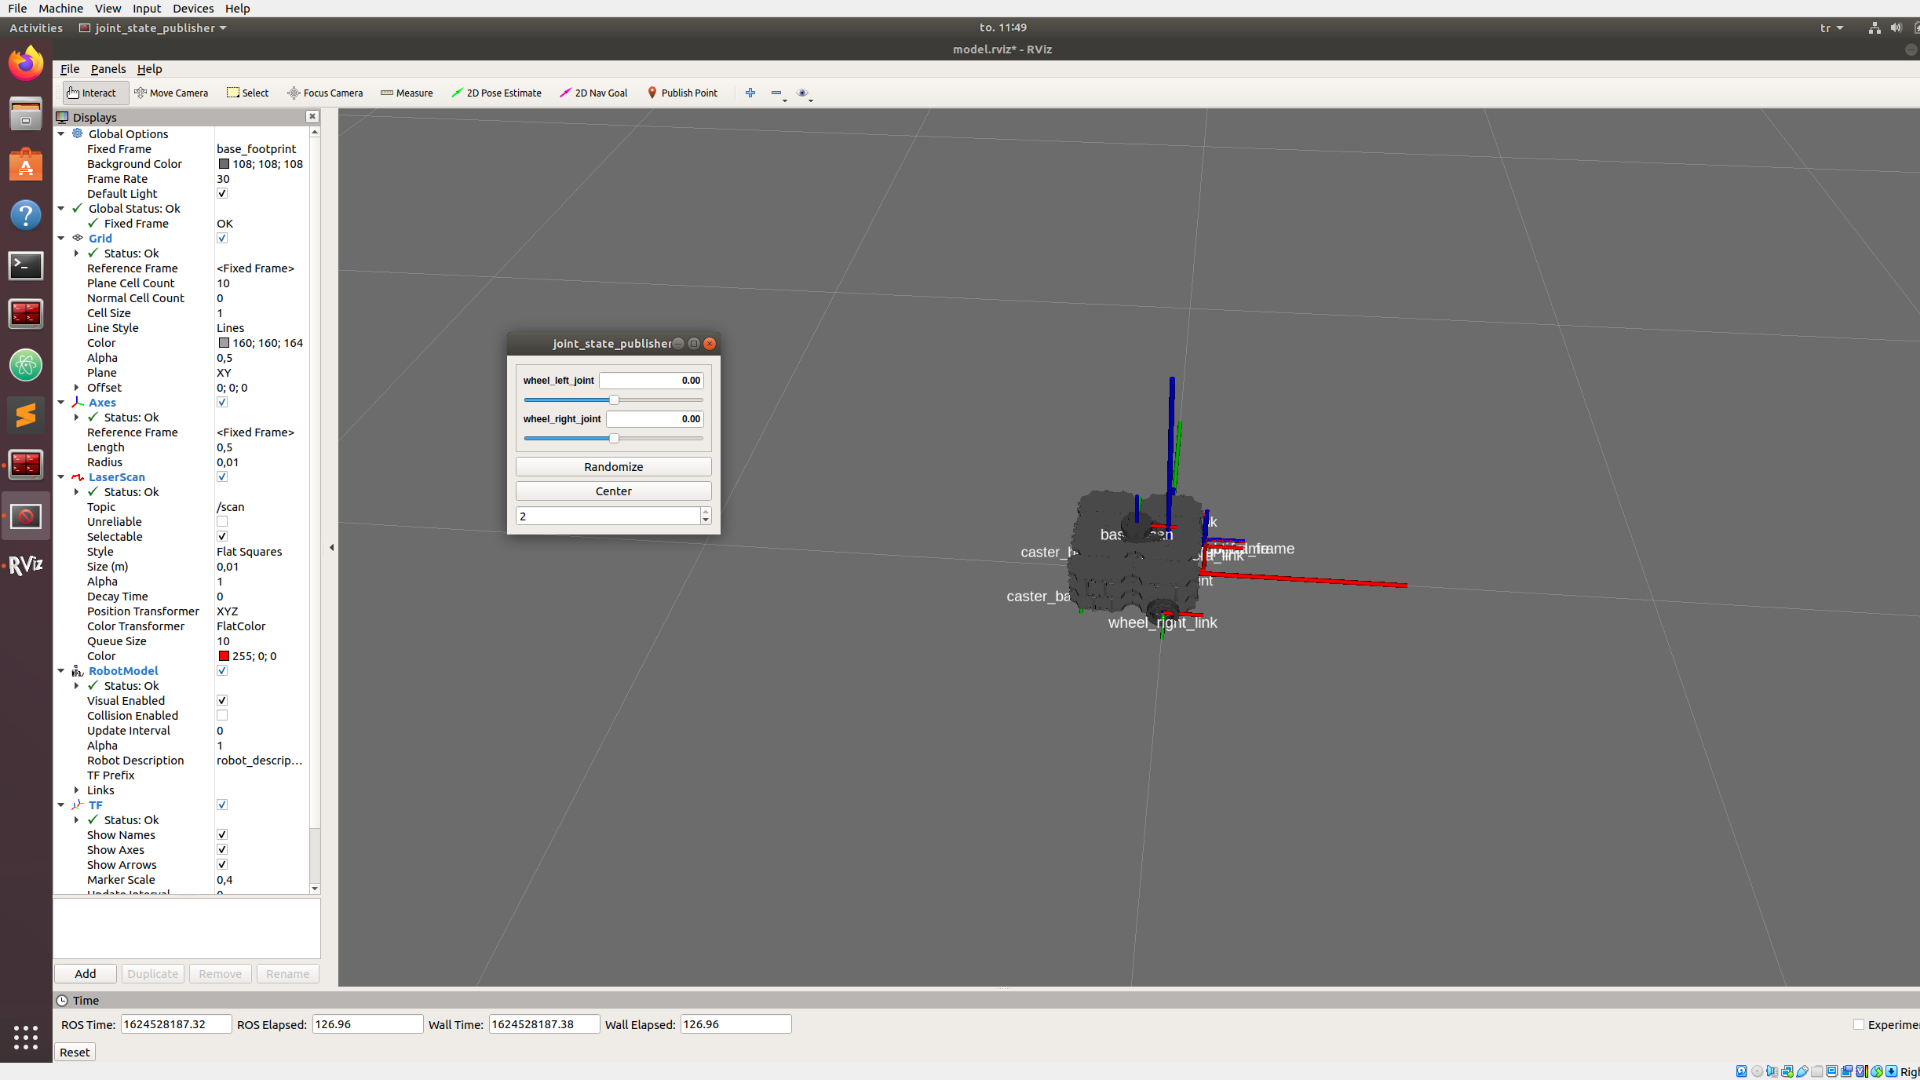 File Machine View Input Devices Help
Activities joint_state_publisher to. 11:49 tr
model.rviz* - RViz
File Panels Help
Interact Move Camera Select Focus Camera Measure 2D Pose Estimate 2D Nav Goal Publish Point
Displays
Global Options
Fixed Frame base_footprint
Background Color 108; 108; 108
Frame Rate 30
Default Light
Global Status: Ok
Fixed Frame OK
Grid
Status: Ok
Reference Frame <Fixed Frame>
Plane Cell Count 10
Normal Cell Count 0
Cell Size 1
Line Style Lines
Color 160; 160; 164
Alpha 0,5
Plane XY
Offset 0; 0; 0
Axes
Status: Ok
Reference Frame <Fixed Frame>
Length 0,5
Radius 0,01
LaserScan
Status: Ok
Topic /scan
Unreliable
Selectable
Style Flat Squares
Size (m) 0,01
Alpha 1
Decay Time 0
Position Transformer XYZ
Color Transformer FlatColor
Queue Size 10
Color 255; 0; 0
RobotModel
Status: Ok
Visual Enabled
Collision Enabled
Update Interval 0
Alpha 1
Robot Description robot_descrip...
TF Prefix
Links
TF
Status: Ok
Show Names
Show Axes
Show Arrows
Marker Scale 0,4
Update Interval
Add Duplicate Remove Rename
joint_state_publisher
wheel_left_joint 0.00
wheel_right_joint 0.00
Randomize
Center
2
caster_ba
wheel_right_link
RViz
Time
ROS Time: 1624528187.32 ROS Elapsed: 126.96 Wall Time: 1624528187.38 Wall Elapsed: 126.96 Experime
Reset
Righ